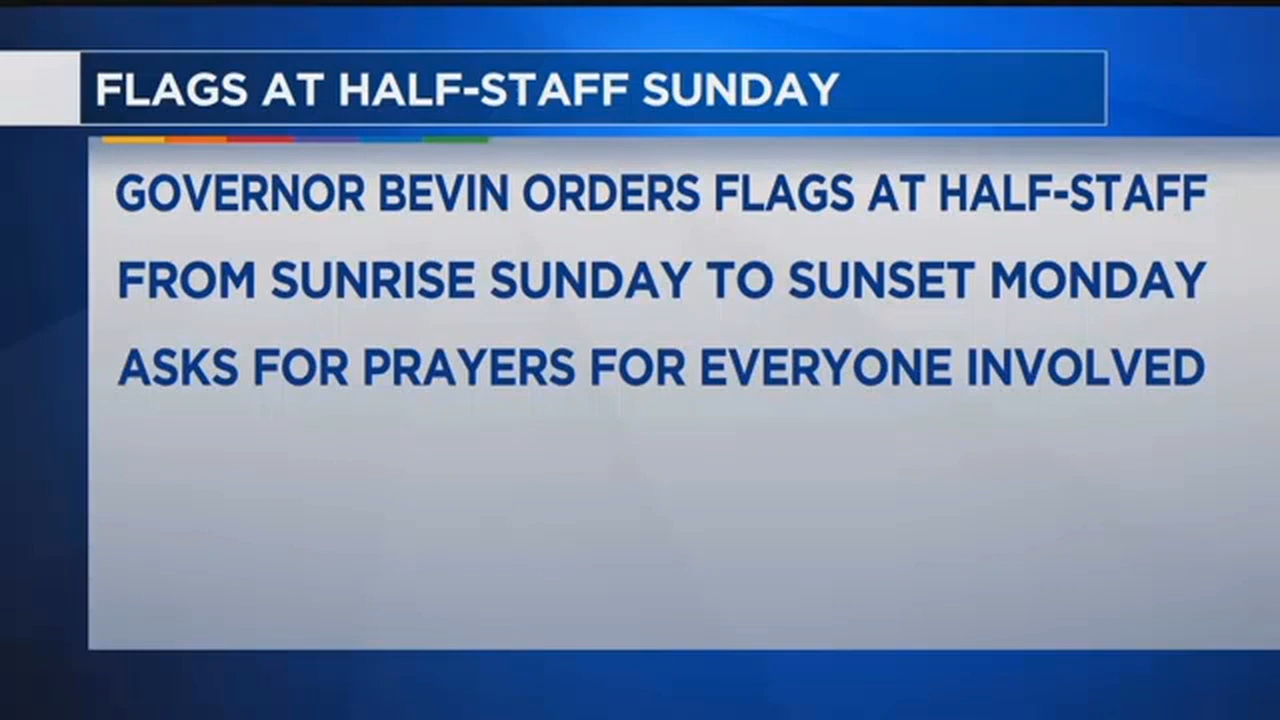 FLAGS AT HALF-STAFF SUNDAY
GOVERNOR BEVIN ORDERS FLAGS AT HALF-STAFF
FROM SUNRISE SUNDAY TO SUNSET MONDAY
ASKS FOR PRAYERS FOR EVERYONE INVOLVED